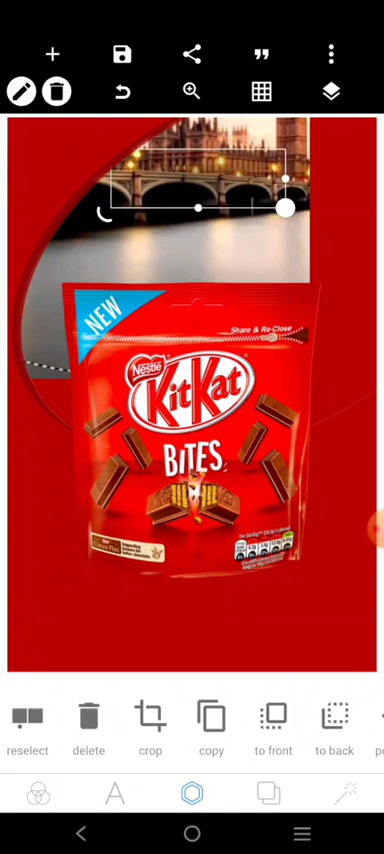 NEW
Share & Re-Close
Nestlé
KitKat
BITES
reselect
delete
crop
copy
to front
to back